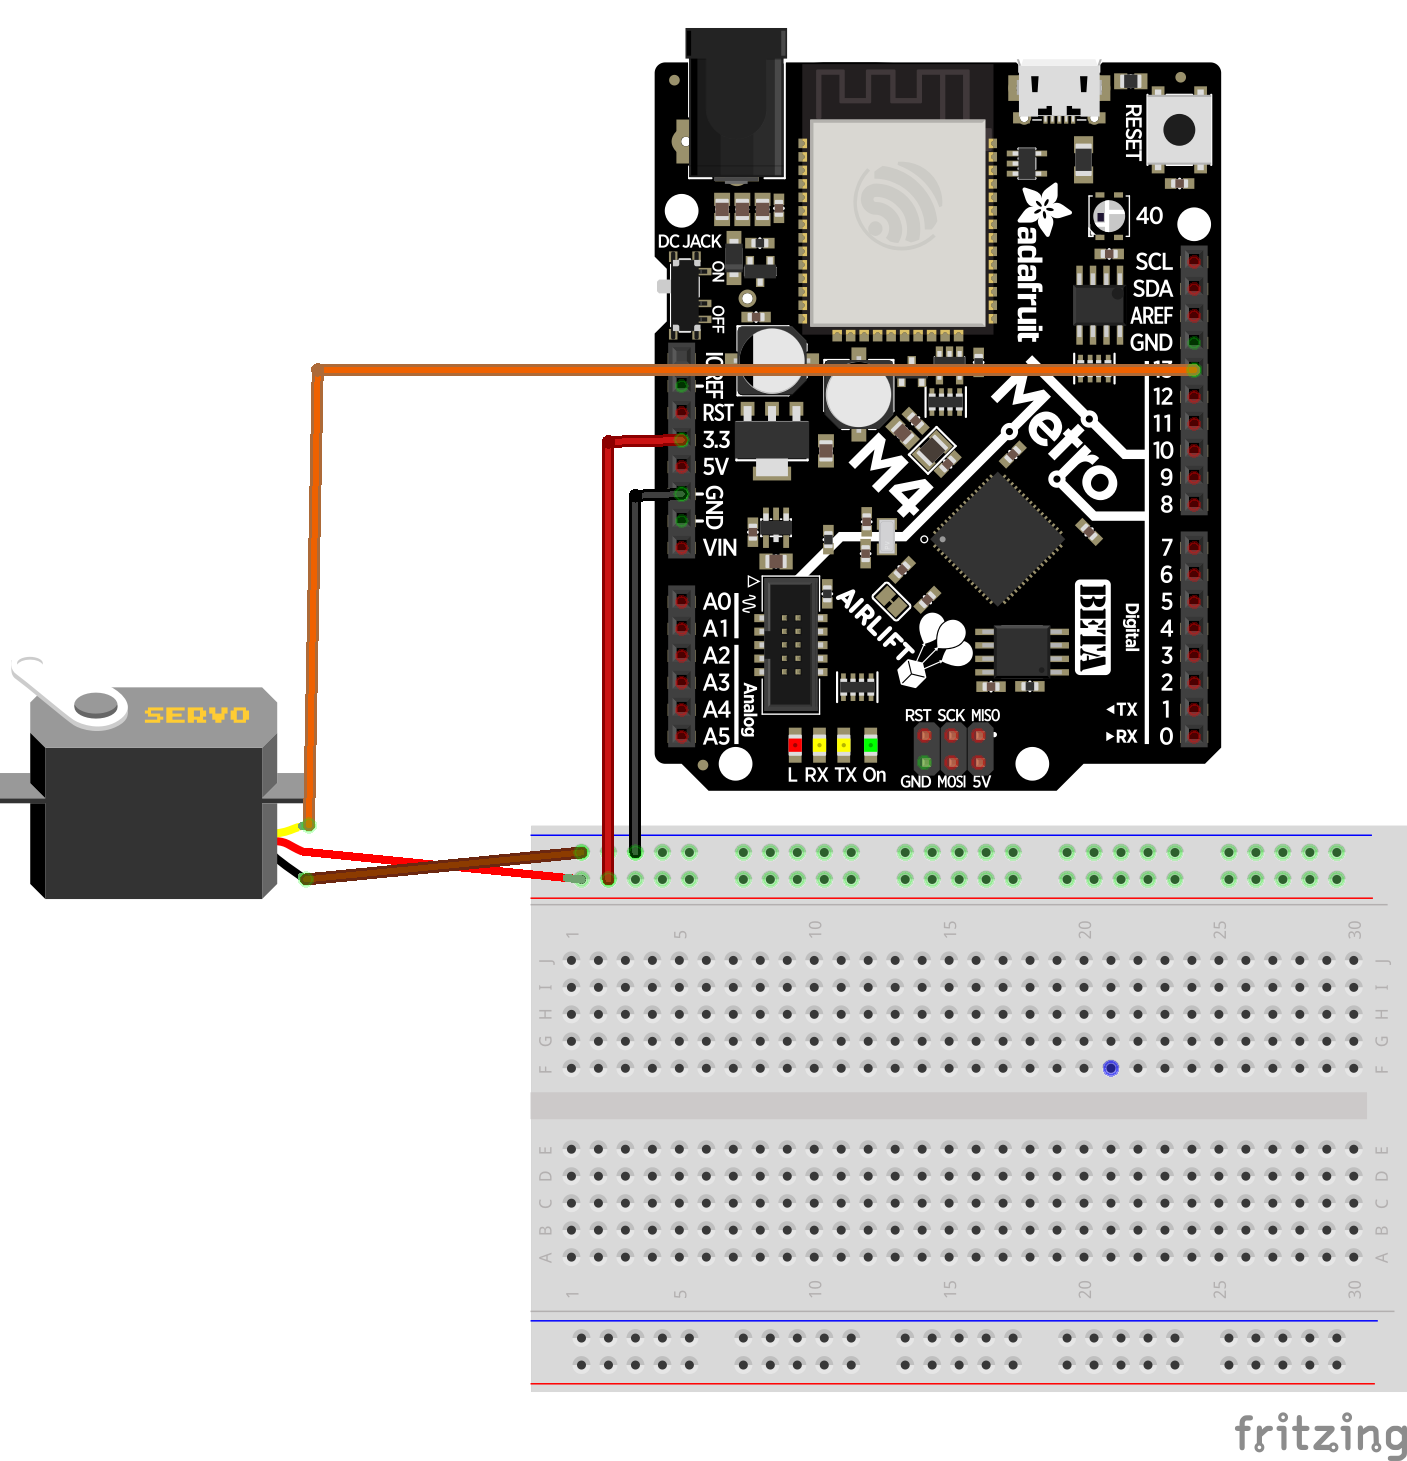 RESET
adafruit
40
DC JACK
ON
OFF
SCL
SDA
AREF
GND
13
12
11
10
9
8
IOREF
RST
3.3
5V
GND
VIN
Metro
M4
AIRLIFT
BETA
7
6
5
4
3
2
◄TX 1
►RX 0
Digital
A0
A1
A2
A3
A4
A5
Analog
RST SCK MISO
GND MOSI 5V
L RX TX On
SERVO
1 5 10 15 20 25 30
J J
I I
H H
G G
F F
E E
D D
C C
B B
A A
1 5 10 15 20 25 30
fritzing